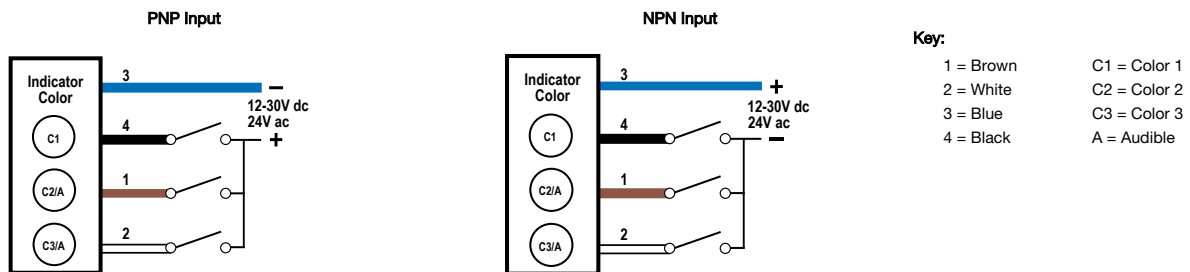 PNP Input
Indicator
Color
3
−
12-30V dc
24V ac
C1
4
+
C2/A
1
C3/A
2
NPN Input
Indicator
Color
3
+
12-30V dc
24V ac
C1
4
−
C2/A
1
C3/A
2
Key:
1 = Brown C1 = Color 1
2 = White C2 = Color 2
3 = Blue C3 = Color 3
4 = Black A = Audible